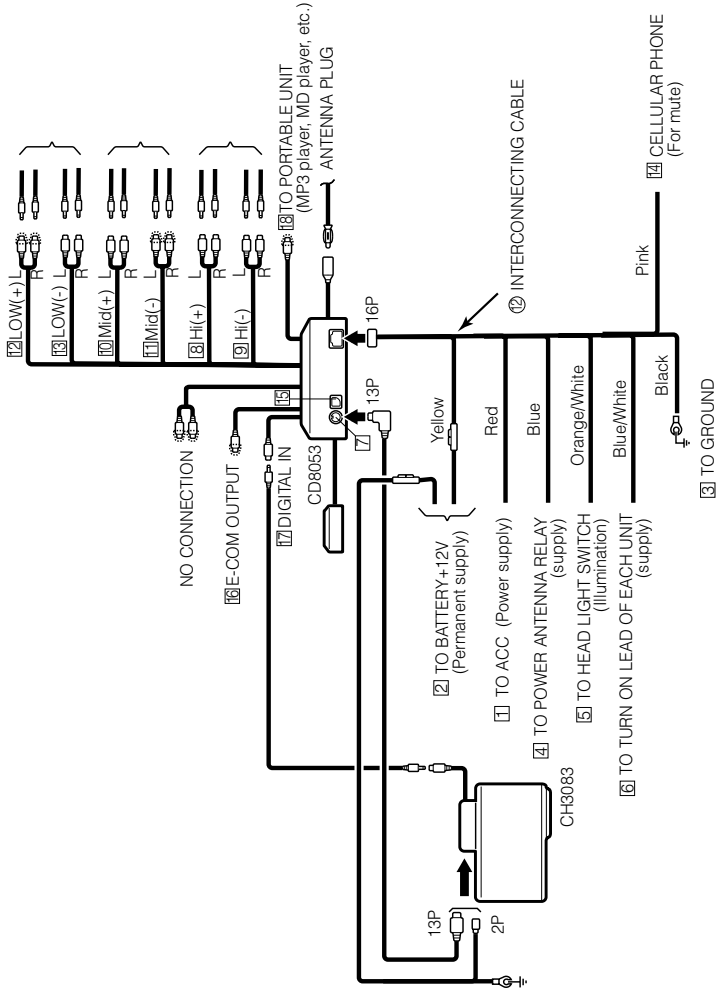 12 LOW(+) L
R
13 LOW(-) L
R
10 Mid(+) L
R
11 Mid(-) L
R
8 Hi(+) L
R
9 Hi(-) L
R
18 TO PORTABLE UNIT
(MP3 player, MD player, etc.)
ANTENNA PLUG
NO CONNECTION
16 E-COM OUTPUT
17 DIGITAL IN
CD8053
15
7
13P
16P
⑫ INTERCONNECTING CABLE
14 CELLULAR PHONE
(For mute)
Pink
Yellow
Red
Blue
Orange/White
Blue/White
Black
2 TO BATTERY+12V
(Permanent supply)
1 TO ACC (Power supply)
4 TO POWER ANTENNA RELAY
(supply)
5 TO HEAD LIGHT SWITCH
(Illumination)
6 TO TURN ON LEAD OF EACH UNIT
(supply)
3 TO GROUND
CH3083
13P
2P